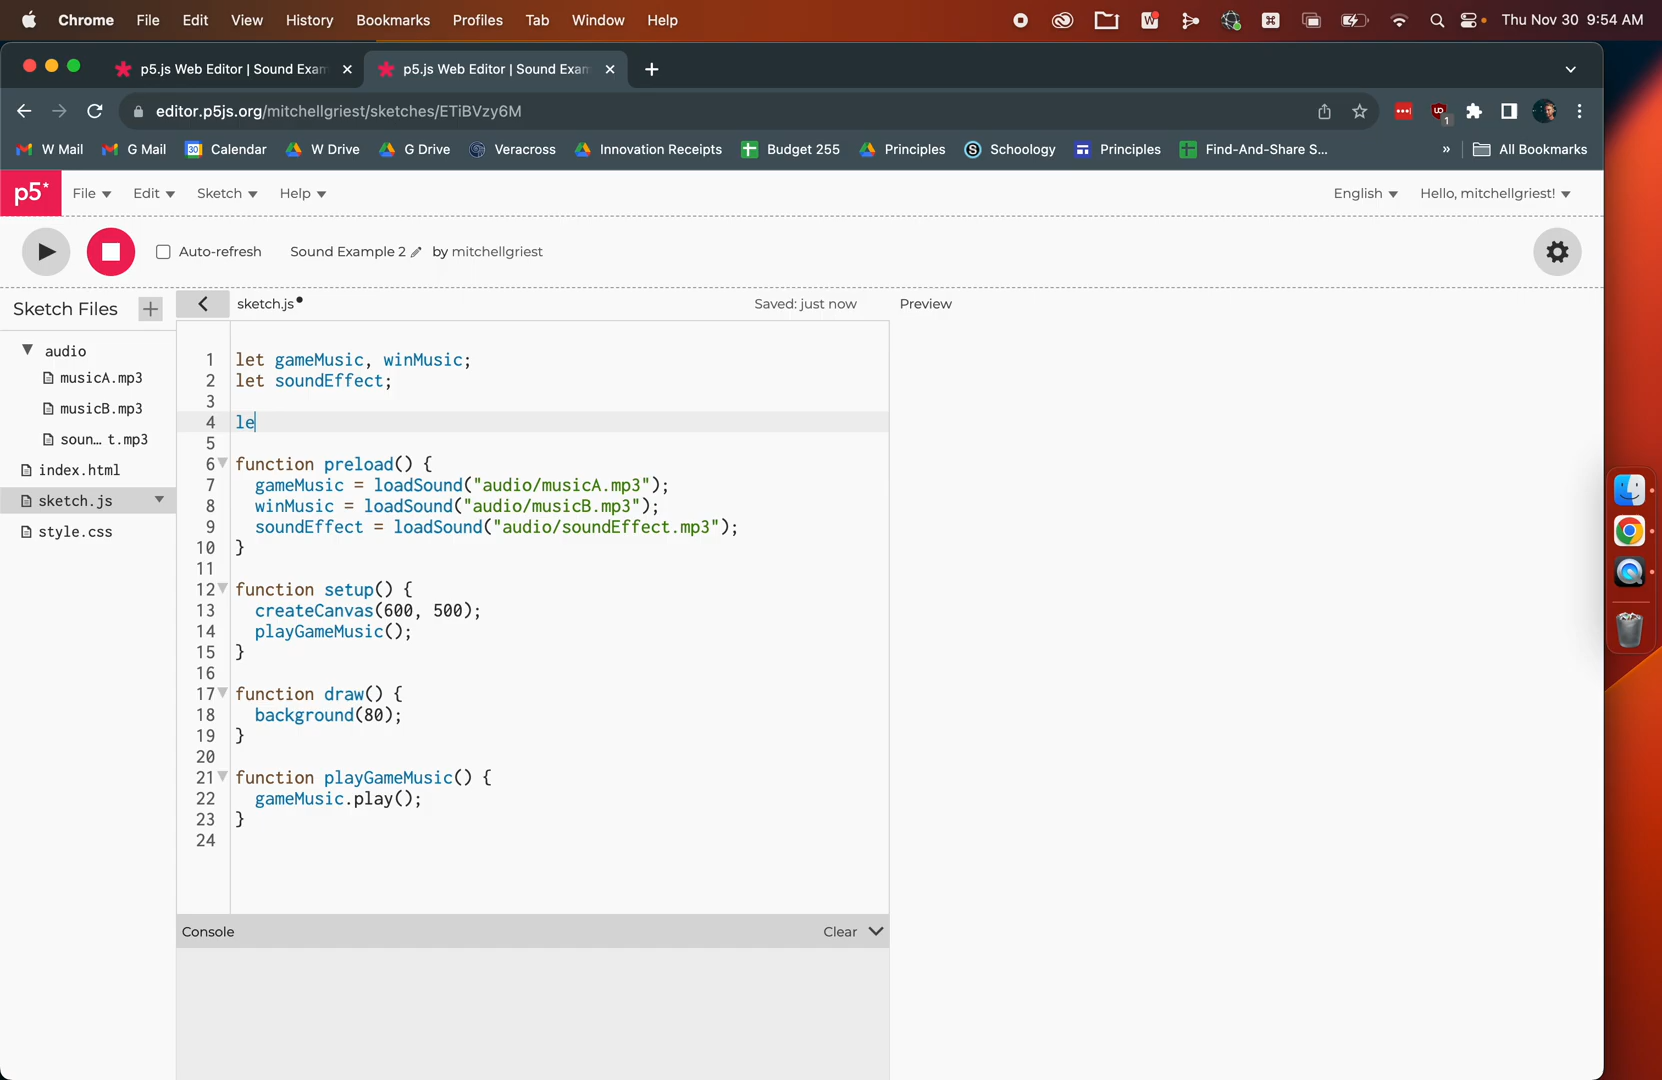 Chrome File Edit View History Bookmarks Profiles Tab Window Help Thu Nov 30 9:54 AM
p5.js Web Editor | Sound Exam p5.js Web Editor | Sound Exam
editor.p5js.org/mitchellgriest/sketches/ETiBVzy6M
W Mail G Mail Calendar W Drive G Drive Veracross Innovation Receipts Budget 255 Principles Schoology Principles Find-And-Share S... » All Bookmarks
p5* File Edit Sketch Help English Hello, mitchellgriest!
Auto-refresh Sound Example 2 by mitchellgriest
Sketch Files + sketch.js Saved: just now Preview
audio
musicA.mp3
musicB.mp3
soun... t.mp3
index.html
sketch.js
style.css
1 let gameMusic, winMusic;
2 let soundEffect;
3
4 le
5
6 function preload() {
7 gameMusic = loadSound("audio/musicA.mp3");
8 winMusic = loadSound("audio/musicB.mp3");
9 soundEffect = loadSound("audio/soundEffect.mp3");
10 }
11
12 function setup() {
13 createCanvas(600, 500);
14 playGameMusic();
15 }
16
17 function draw() {
18 background(80);
19 }
20
21 function playGameMusic() {
22 gameMusic.play();
23 }
24
Console Clear